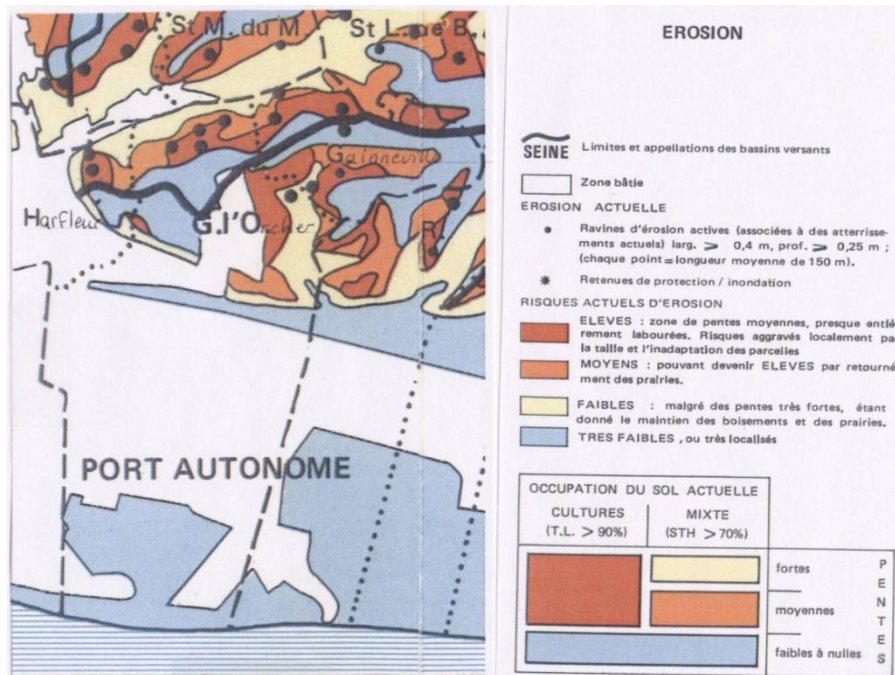 St M. du M
St L. de B.
Gainneville
Harfleur
G. l'Orcher
R.
PORT AUTONOME
EROSION
SEINE Limites et appellations des bassins versants
Zone bâtie
EROSION ACTUELLE
Ravines d'érosion actives (associées à des atterrisse-
ments actuels) larg. ⩾ 0,4 m, prof. ⩾ 0,25 m ;
(chaque point = longueur moyenne de 150 m).
Retenues de protection / inondation
RISQUES ACTUELS D'EROSION
ELEVES : zone de pentes moyennes, presque entiè
rement labourées. Risques aggravés localement pa
la taille et l'inadaptation des parcelles
MOYENS : pouvant devenir ELEVES par retourné
ment des prairies.
FAIBLES : malgré des pentes très fortes, étant
donné le maintien des boisements et des prairies.
TRES FAIBLES , ou très localisés
OCCUPATION DU SOL ACTUELLE
CULTURES MIXTE
(T.L. > 90%) (STH > 70%)
fortes
moyennes
faibles à nulles
PENTES